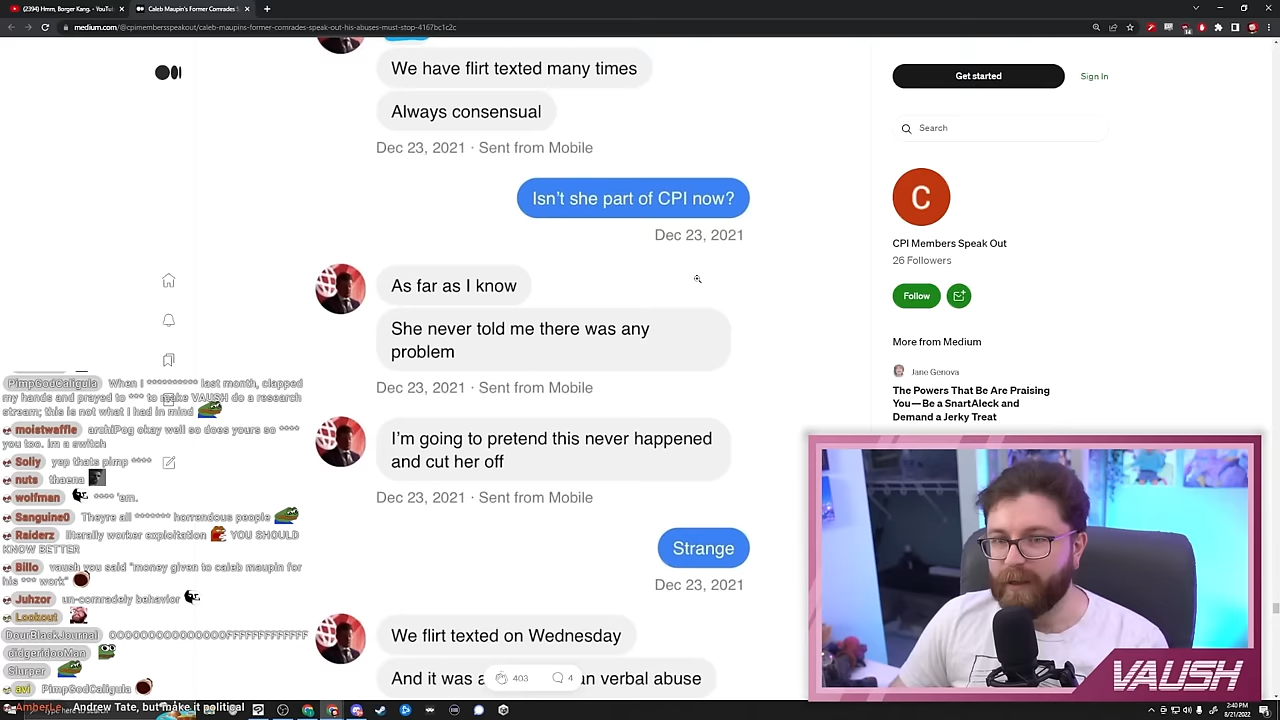 (2394) Hmm, Borger Kang. - YouTu
Caleb Maupin's Former Comrades S
medium.com/@cpimembersspeakout/caleb-maupins-former-comrades-speak-out-his-abuses-must-stop-4167bc1c2c
Get started
Sign In
Search
C
CPI Members Speak Out
26 Followers
Follow
More from Medium
Jane Genova
The Powers That Be Are Praising
You—Be a SnartAleck and
Demand a Jerky Treat
We have flirt texted many times
Always consensual
Dec 23, 2021 · Sent from Mobile
Isn't she part of CPI now?
Dec 23, 2021
As far as I know
She never told me there was any
problem
Dec 23, 2021 · Sent from Mobile
I'm going to pretend this never happened
and cut her off
Dec 23, 2021 · Sent from Mobile
Strange
Dec 23, 2021
We flirt texted on Wednesday
And it was a
an verbal abuse
403
4
PimpGodCaligula When I ********** last month, clapped
my hands and prayed to *** to make VAUSH do a research
stream; this is not what I had in mind
moistwaffle archiPog okay well so does yours so ****
you too. im a switch
Solly yep thats pimp ****
nuts thaena
wolfman **** 'em.
Sanguine0 Theyre all ******* horrendous people
Raiderz literally worker exploitation YOU SHOULD
KNOW BETTER
Billo vaush you said "money given to caleb maupin for
his *** work"
Juhzor un-comradely behavior
Lookout
DourBlackJournal OOOOOOOOOOOOOOOFFFFFFFFFFFFFF
didgeridooMan
Slurper
avi PimpGodCaligula
Amber Andrew Tate, but make it political
VAUSH
2:40 PM
8/21/2022